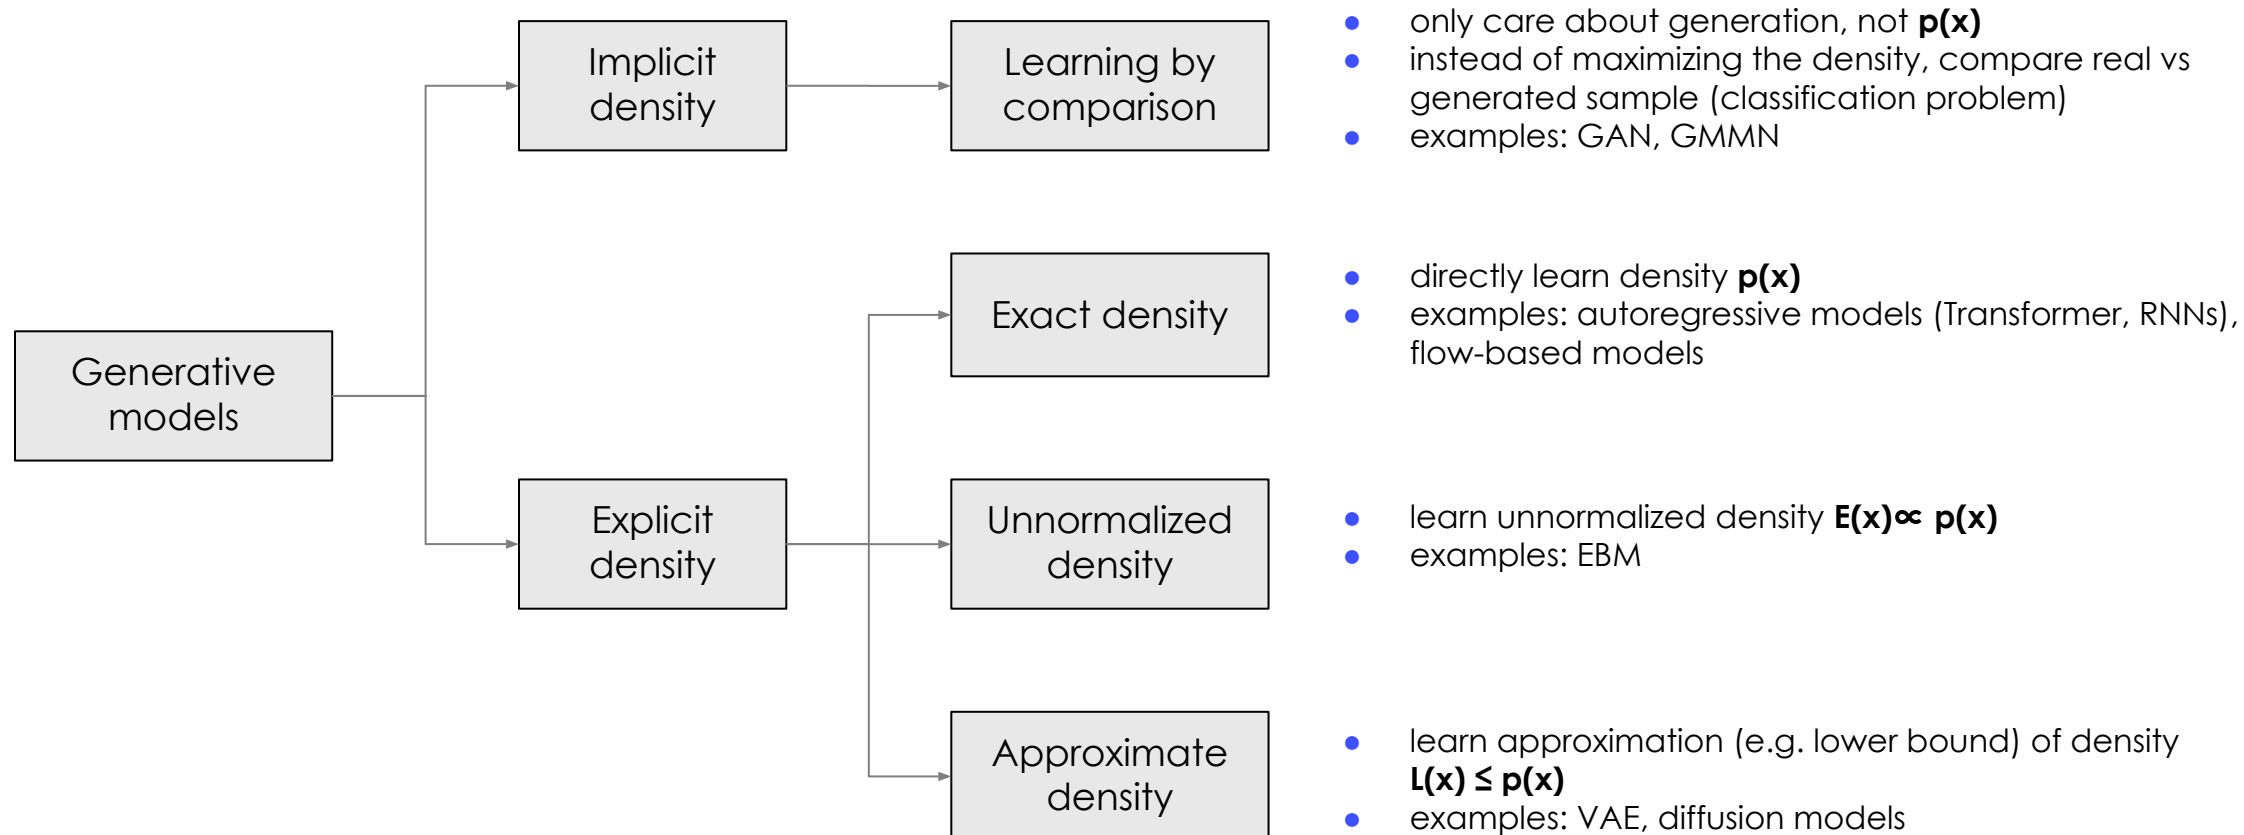 Generative
models
Implicit
density
Learning by
comparison
• only care about generation, not p(x)
• instead of maximizing the density, compare real vs
generated sample (classification problem)
• examples: GAN, GMMN
Explicit
density
Exact density
• directly learn density p(x)
• examples: autoregressive models (Transformer, RNNs),
flow-based models
Unnormalized
density
• learn unnormalized density E(x)∝ p(x)
• examples: EBM
Approximate
density
• learn approximation (e.g. lower bound) of density
L(x) ≤ p(x)
• examples: VAE, diffusion models